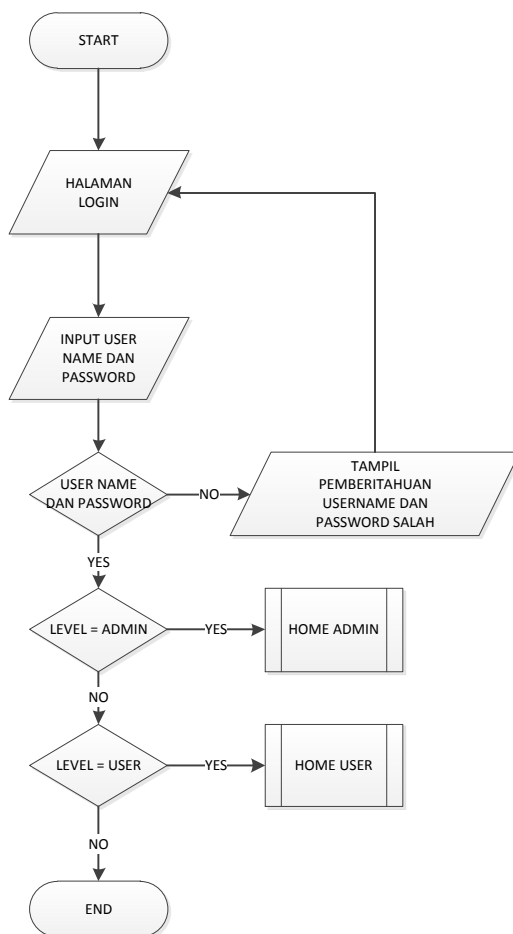 START
HALAMAN
LOGIN
INPUT USER
NAME DAN
PASSWORD
USER NAME
DAN PASSWORD
NO
TAMPIL
PEMBERITAHUAN
USERNAME DAN
PASSWORD SALAH
YES
LEVEL = ADMIN
YES
HOME ADMIN
NO
LEVEL = USER
YES
HOME USER
NO
END